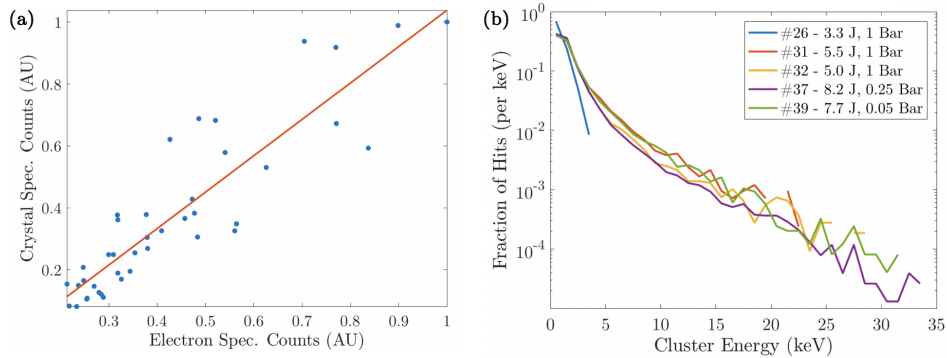 (a)
1
0.8
0.6
0.4
0.2
Crystal Spec. Counts (AU)
0.3 0.4 0.5 0.6 0.7 0.8 0.9 1
Electron Spec. Counts (AU)
(b)
10^0
10^-1
10^-2
10^-3
10^-4
Fraction of Hits (per keV)
#26 - 3.3 J, 1 Bar
#31 - 5.5 J, 1 Bar
#32 - 5.0 J, 1 Bar
#37 - 8.2 J, 0.25 Bar
#39 - 7.7 J, 0.05 Bar
0 5 10 15 20 25 30 35
Cluster Energy (keV)